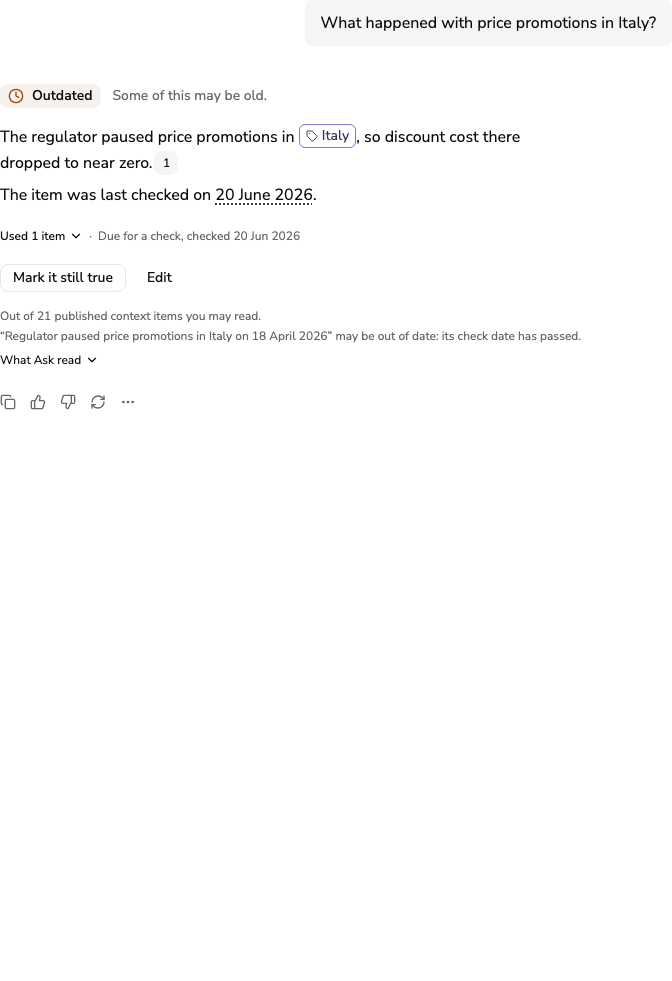 What happened with price promotions in Italy?
Outdated Some of this may be old.
The regulator paused price promotions in Italy, so discount cost there
dropped to near zero. 1
The item was last checked on 20 June 2026.
Used 1 item · Due for a check, checked 20 Jun 2026
Mark it still true Edit
Out of 21 published context items you may read.
“Regulator paused price promotions in Italy on 18 April 2026” may be out of date: its check date has passed.
What Ask read